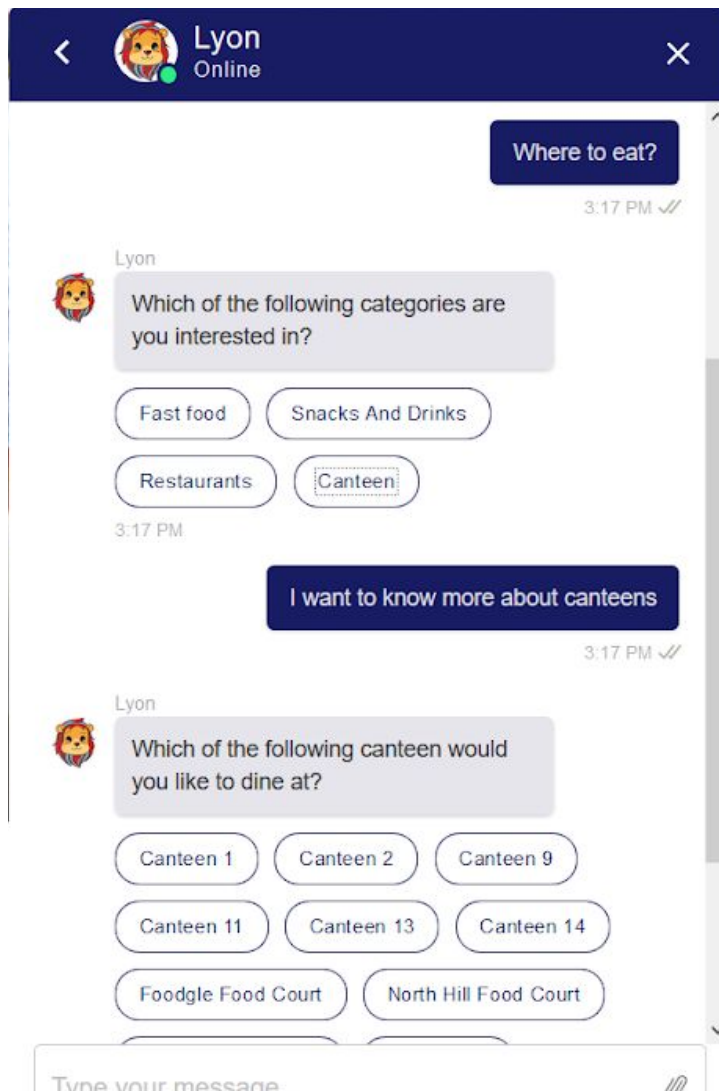 Lyon
Online
Where to eat?
3:17 PM
Lyon
Which of the following categories are
you interested in?
Fast food
Snacks And Drinks
Restaurants
Canteen
3:17 PM
I want to know more about canteens
3:17 PM
Lyon
Which of the following canteen would
you like to dine at?
Canteen 1
Canteen 2
Canteen 9
Canteen 11
Canteen 13
Canteen 14
Foodgle Food Court
North Hill Food Court
Type your message